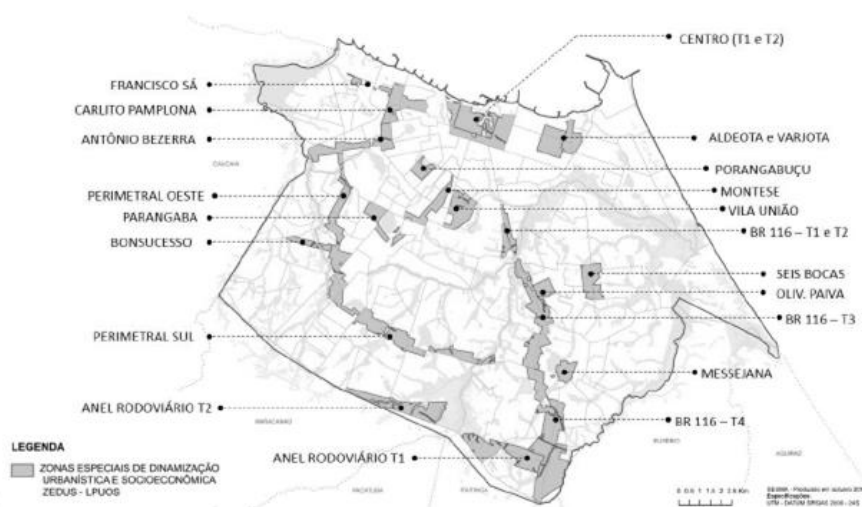 CENTRO (T1 e T2)
FRANCISCO SÁ
CARLITO PAMPLONA
ANTÔNIO BEZERRA
ALDEOTA e VARJOTA
PORANGABUÇU
PERIMETRAL OESTE
MONTESE
PARANGABA
VILA UNIÃO
BONSUCESSO
BR 116 – T1 e T2
SEIS BOCAS
OLIV. PAIVA
BR 116 – T3
PERIMETRAL SUL
MESSEJANA
ANEL RODOVIÁRIO T2
BR 116 – T4
ANEL RODOVIÁRIO T1
LEGENDA
ZONAS ESPECIAIS DE DINAMIZAÇÃO
URBANÍSTICA E SOCIOECONÔMICA
ZEDUS - LPUOS